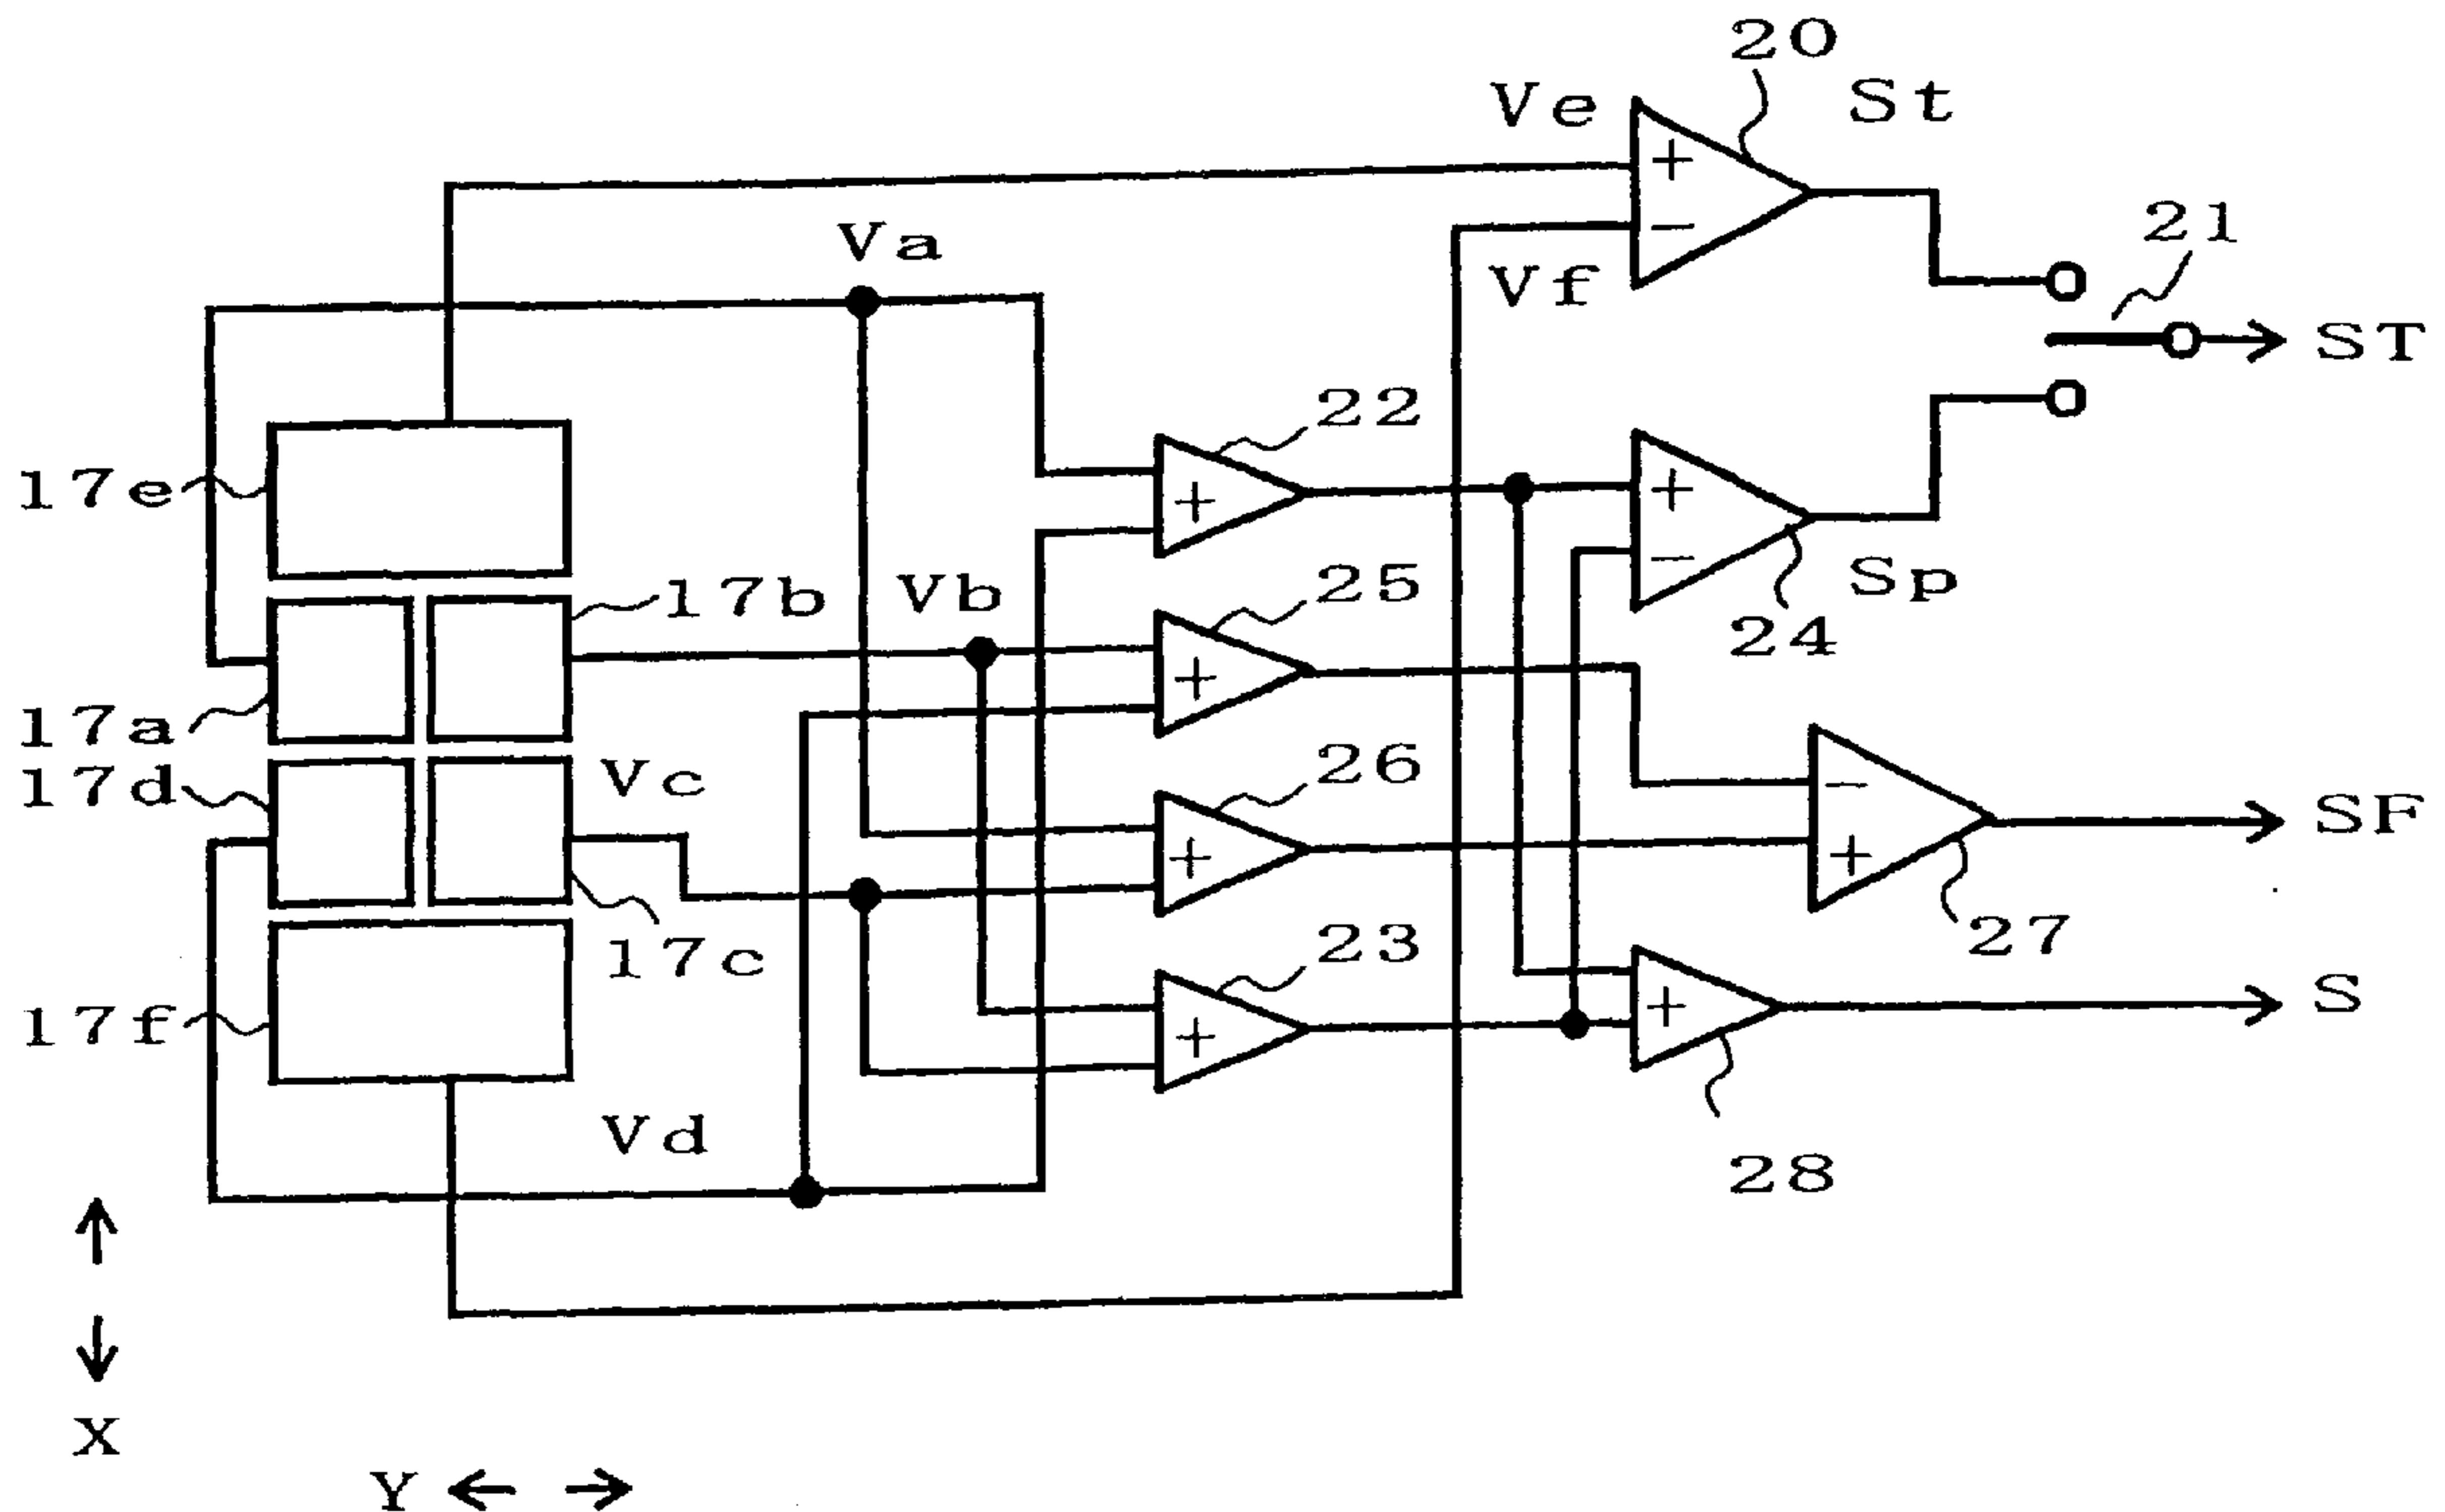 20
Ve
St
+
−
Vf
21
ST
Va
22
+
+
−
Sp
24
17e
17b
Vb
25
+
17a
17d
Vc
26
+
−
+
SF
27
17c
23
+
+
S
17f
Vd
28
X
Y